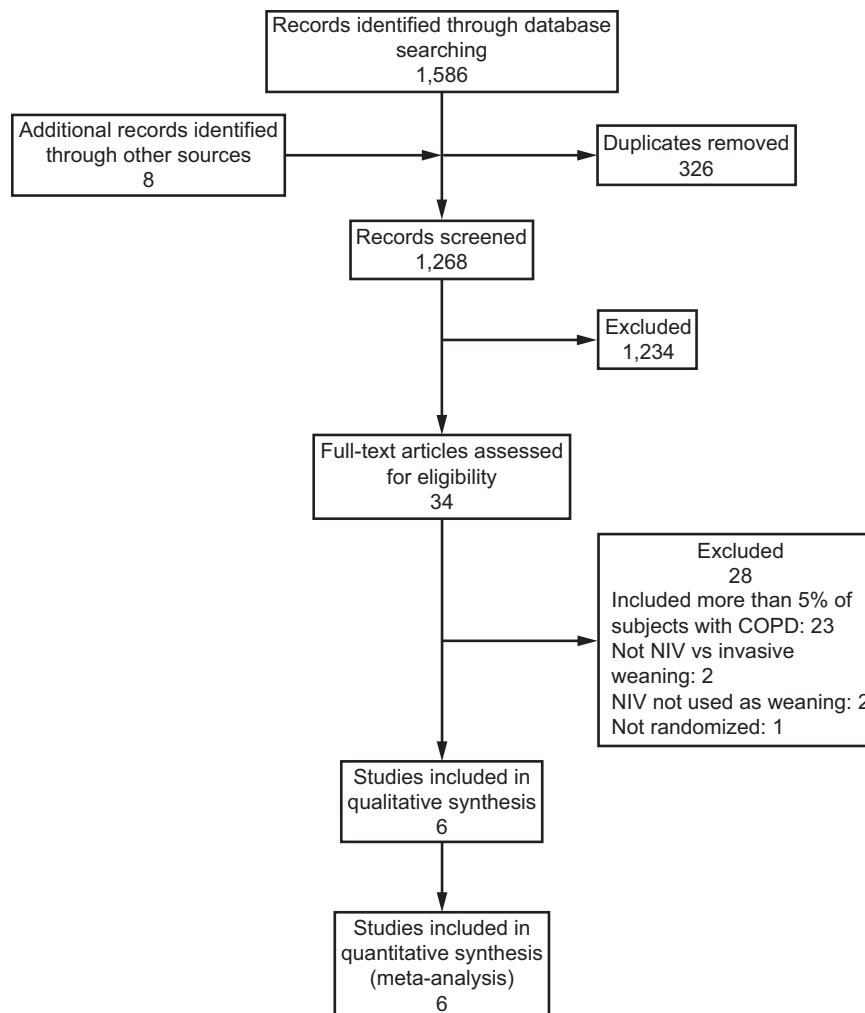 Records identified through database
searching
1,586
Additional records identified
through other sources
8
Duplicates removed
326
Records screened
1,268
Excluded
1,234
Full-text articles assessed
for eligibility
34
Excluded
28
Included more than 5% of
subjects with COPD: 23
Not NIV vs invasive
weaning: 2
NIV not used as weaning: 2
Not randomized: 1
Studies included in
qualitative synthesis
6
Studies included in
quantitative synthesis
(meta-analysis)
6